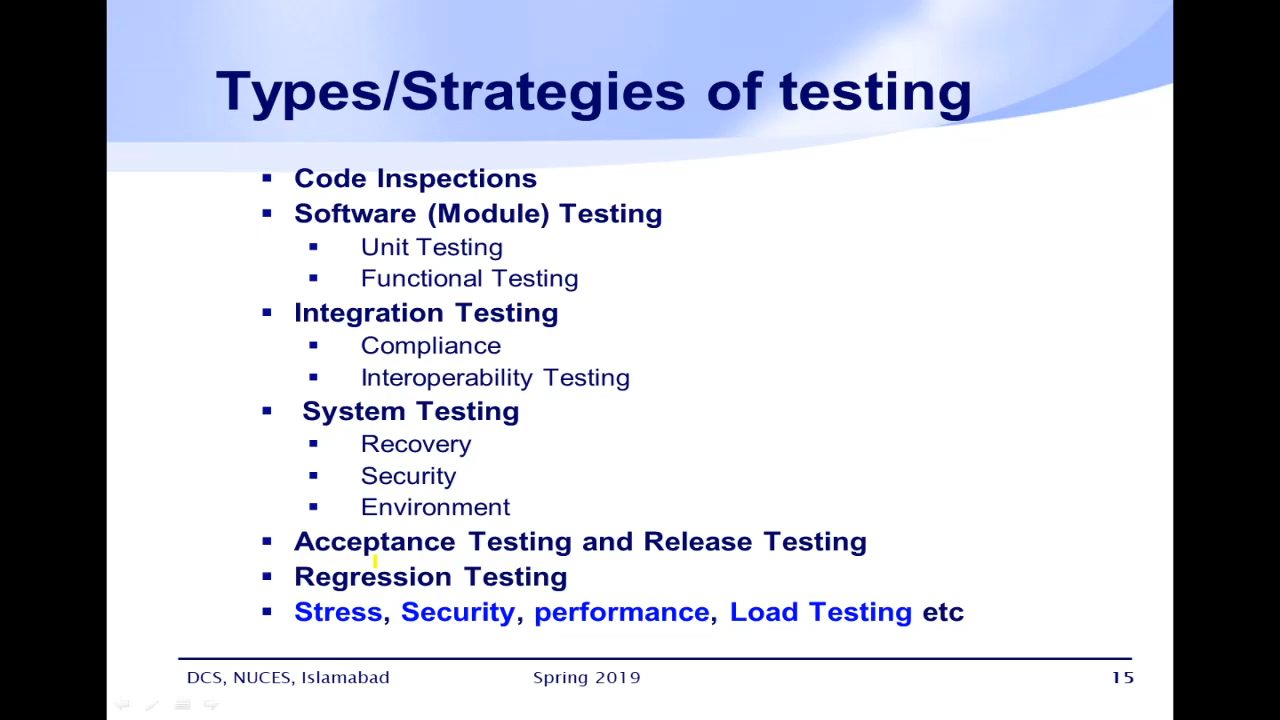 Types/Strategies of testing
Code Inspections
Software (Module) Testing
Unit Testing
Functional Testing
Integration Testing
Compliance
Interoperability Testing
System Testing
Recovery
Security
Environment
Acceptance Testing and Release Testing
Regression Testing
Stress, Security, performance, Load Testing etc
DCS, NUCES, Islamabad Spring 2019 15